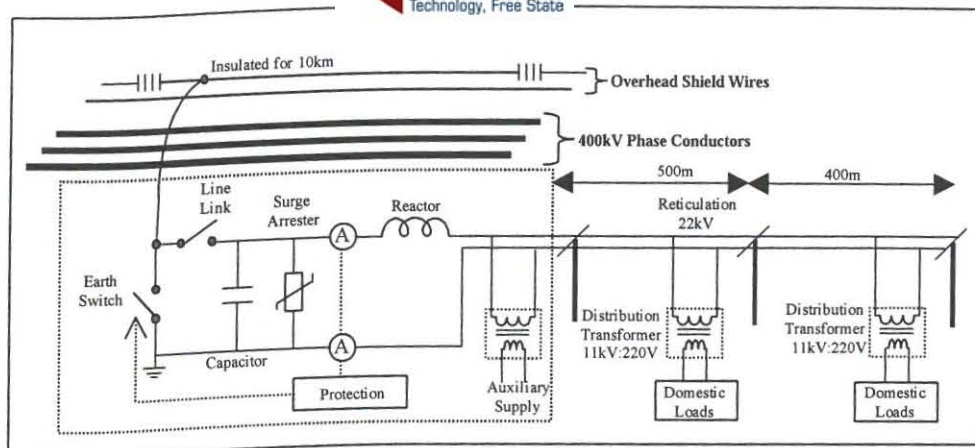 Technology, Free State
Insulated for 10km
Overhead Shield Wires
400kV Phase Conductors
500m
400m
Line
Link
Surge
Arrester
Reactor
Reticulation
22kV
A
Earth
Switch
Distribution
Transformer
11kV:220V
Distribution
Transformer
11kV:220V
Capacitor
A
Protection
Auxiliary
Supply
Domestic
Loads
Domestic
Loads